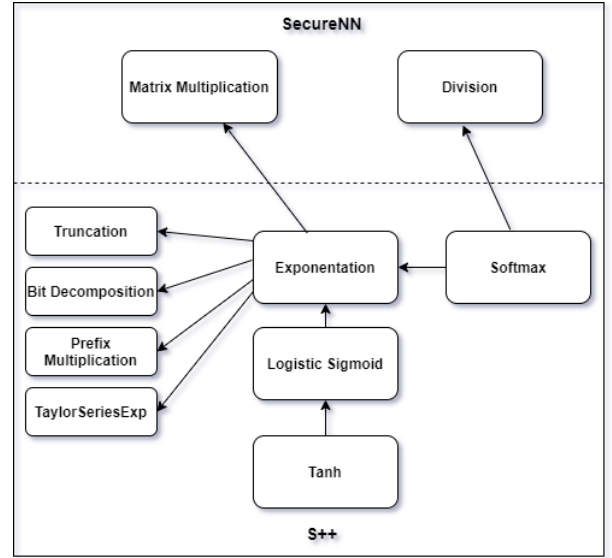 SecureNN
Matrix Multiplication
Division
Truncation
Exponentation
Softmax
Bit Decomposition
Prefix
Multiplication
Logistic Sigmoid
TaylorSeriesExp
Tanh
S++